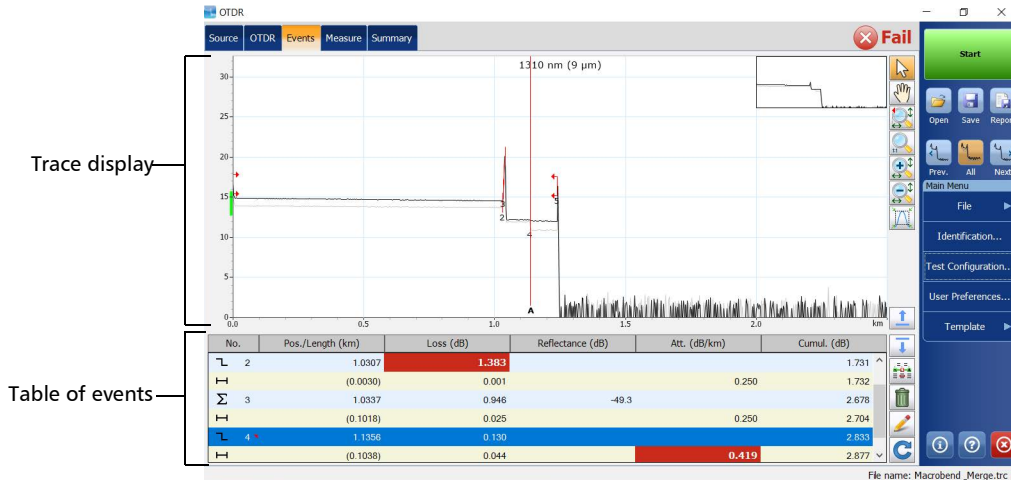 OTDR
Source OTDR Events Measure Summary Fail
Start
1310 nm (9 µm)
30
25
20
15
10
5
0
2
3
4
5
A
0.0 0.5 1.0 1.5 2.0 km
Trace display
Table of events
No. Pos./Length (km) Loss (dB) Reflectance (dB) Att. (dB/km) Cumul. (dB)
2 1.0307 1.383 1.731
(0.0030) 0.001 0.250 1.732
Σ 3 1.0337 0.946 -49.3 2.678
(0.1018) 0.025 0.250 2.704
4 1.1356 0.130 2.833
(0.1038) 0.044 0.419 2.877
Open Save Repor
Prev. All Next
Main Menu
File
Identification...
Test Configuration..
User Preferences...
Template
File name: Macrobend _Merge.trc